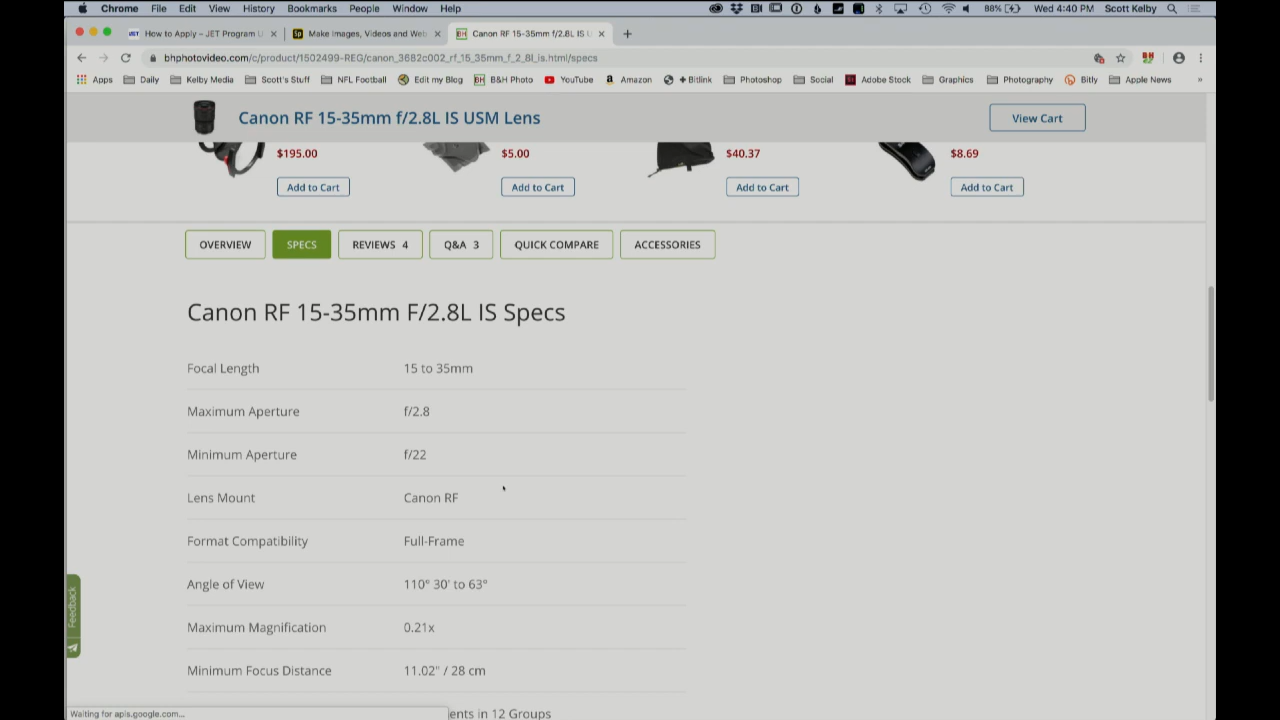 Chrome File Edit View History Bookmarks People Window Help 88% Wed 4:40 PM Scott Kelby
JET How to Apply – JET Program U Sp Make Images, Videos and Web BH Canon RF 15-35mm f/2.8L IS U
bhphotovideo.com/c/product/1502499-REG/canon_3682c002_rf_15_35mm_f_2_8l_is.html/specs
Apps Daily Kelby Media Scott's Stuff NFL Football Edit my Blog BH B&H Photo YouTube Amazon Bitlink Photoshop Social Adobe Stock Graphics Photography Bitly Apple News »
Canon RF 15-35mm f/2.8L IS USM Lens View Cart
$195.00 $5.00 $40.37 $8.69
Add to Cart Add to Cart Add to Cart Add to Cart
OVERVIEW SPECS REVIEWS 4 Q&A 3 QUICK COMPARE ACCESSORIES
Canon RF 15-35mm F/2.8L IS Specs
Focal Length 15 to 35mm
Maximum Aperture f/2.8
Minimum Aperture f/22
Lens Mount Canon RF
Format Compatibility Full-Frame
Angle of View 110° 30' to 63°
Maximum Magnification 0.21x
Minimum Focus Distance 11.02" / 28 cm
Feedback
Waiting for apis.google.com... ents in 12 Groups